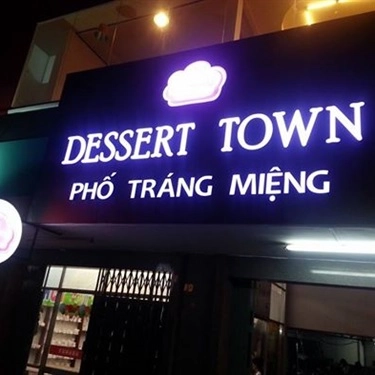 DESSERT TOWN
PHỐ TRÁNG MIỆNG